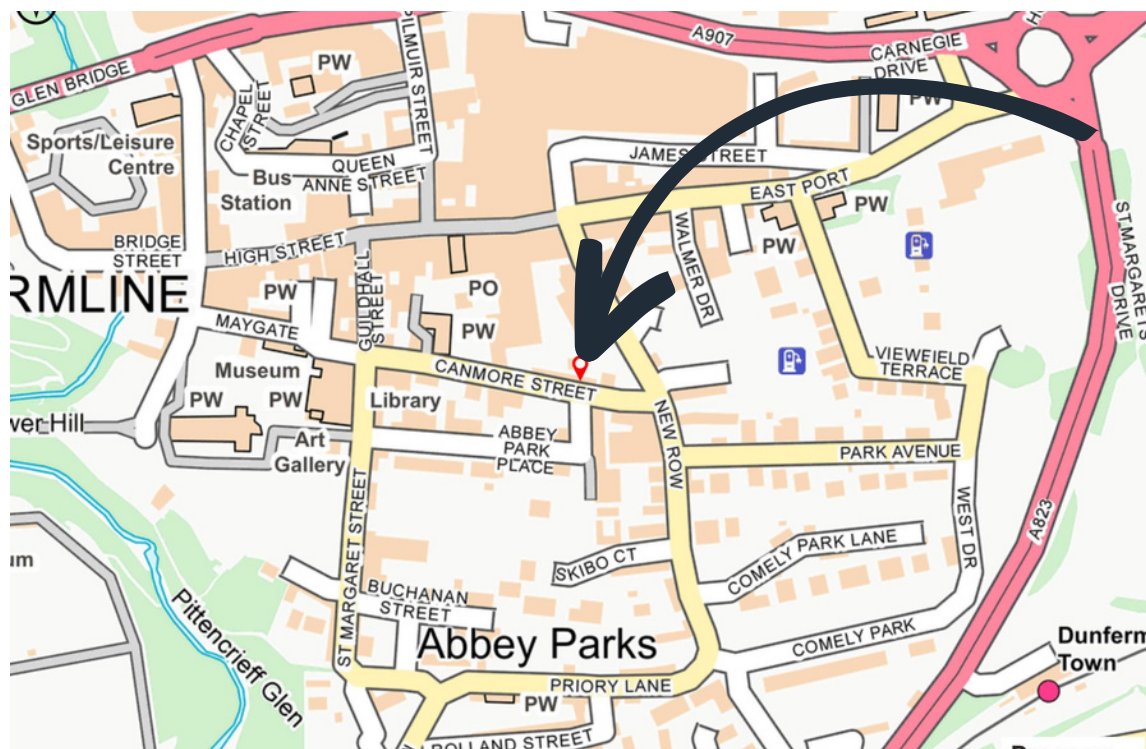 A907
CARNEGIE
DRIVE
GLEN BRIDGE
PILMUIR STREET
PW
PW
CHAPEL
STREET
Sports/Leisure
Centre
QUEEN
ANNE STREET
Bus
Station
JAMES STREET
EAST PORT
PW
PW
WALMER DR
ST.MARGARETS
DRIVE
BRIDGE
STREET
HIGH STREET
GUILDHALL
STREET
RMLINE
PW
PO
PW
MAYGATE
Museum
PW
PW
CANMORE STREET
VIEWFIELD
TERRACE
Library
wer Hill
Art
Gallery
ABBEY
PARK
PLACE
NEW ROW
PARK AVENUE
ST MARGARET STREET
WEST DR
A823
um
SKIBO CT
COMELY PARK LANE
BUCHANAN
STREET
Pittencrieff Glen
Abbey Parks
COMELY PARK
Dunferm
Town
PRIORY LANE
PW
ROLLAND STREET